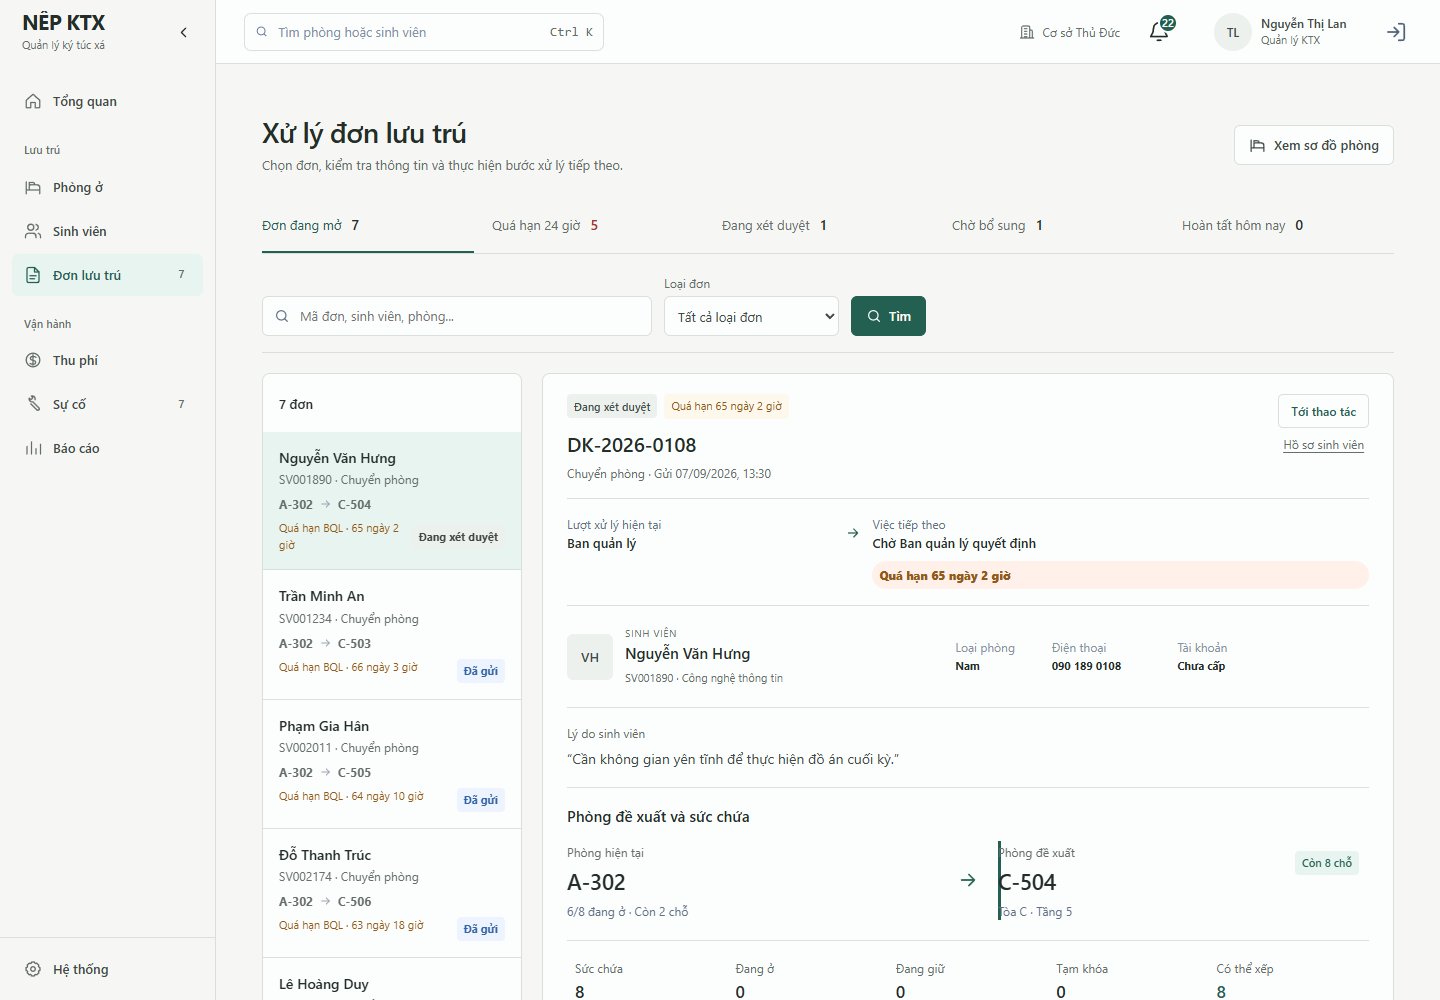 NẾP KTX
Quản lý ký túc xá
Tổng quan
Lưu trú
Phòng ở
Sinh viên
Đơn lưu trú 7
Vận hành
Thu phí
Sự cố 7
Báo cáo
Hệ thống
Tìm phòng hoặc sinh viên Ctrl K
Cơ sở Thủ Đức
22
TL
Nguyễn Thị Lan
Quản lý KTX
Xử lý đơn lưu trú
Chọn đơn, kiểm tra thông tin và thực hiện bước xử lý tiếp theo.
Xem sơ đồ phòng
Đơn đang mở 7
Quá hạn 24 giờ 5
Đang xét duyệt 1
Chờ bổ sung 1
Hoàn tất hôm nay 0
Loại đơn
Mã đơn, sinh viên, phòng...
Tất cả loại đơn
Tìm
7 đơn
Nguyễn Văn Hưng
SV001890 · Chuyển phòng
A-302 → C-504
Quá hạn BQL · 65 ngày 2
giờ
Đang xét duyệt
Trần Minh An
SV001234 · Chuyển phòng
A-302 → C-503
Quá hạn BQL · 66 ngày 3 giờ
Đã gửi
Phạm Gia Hân
SV002011 · Chuyển phòng
A-302 → C-505
Quá hạn BQL · 64 ngày 10 giờ
Đã gửi
Đỗ Thanh Trúc
SV002174 · Chuyển phòng
A-302 → C-506
Quá hạn BQL · 63 ngày 18 giờ
Đã gửi
Lê Hoàng Duy
Đang xét duyệt
Quá hạn 65 ngày 2 giờ
Tới thao tác
DK-2026-0108
Hồ sơ sinh viên
Chuyển phòng · Gửi 07/09/2026, 13:30
Lượt xử lý hiện tại
Ban quản lý
→
Việc tiếp theo
Chờ Ban quản lý quyết định
Quá hạn 65 ngày 2 giờ
VH
SINH VIÊN
Nguyễn Văn Hưng
SV001890 · Công nghệ thông tin
Loại phòng
Nam
Điện thoại
090 189 0108
Tài khoản
Chưa cấp
Lý do sinh viên
“Cần không gian yên tĩnh để thực hiện đồ án cuối kỳ.”
Phòng đề xuất và sức chứa
Phòng hiện tại
A-302
6/8 đang ở · Còn 2 chỗ
→
Phòng đề xuất
C-504
Tòa C · Tầng 5
Còn 8 chỗ
Sức chứa
8
Đang ở
0
Đang giữ
0
Tạm khóa
0
Có thể xếp
8